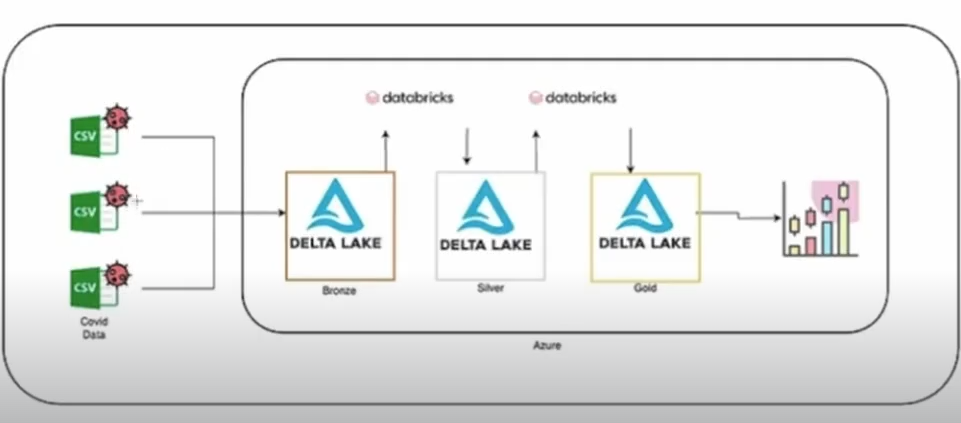 databricks
databricks
CSV
CSV
CSV
DELTA LAKE
DELTA LAKE
DELTA LAKE
Bronze
Silver
Gold
Covid
Data
Azure